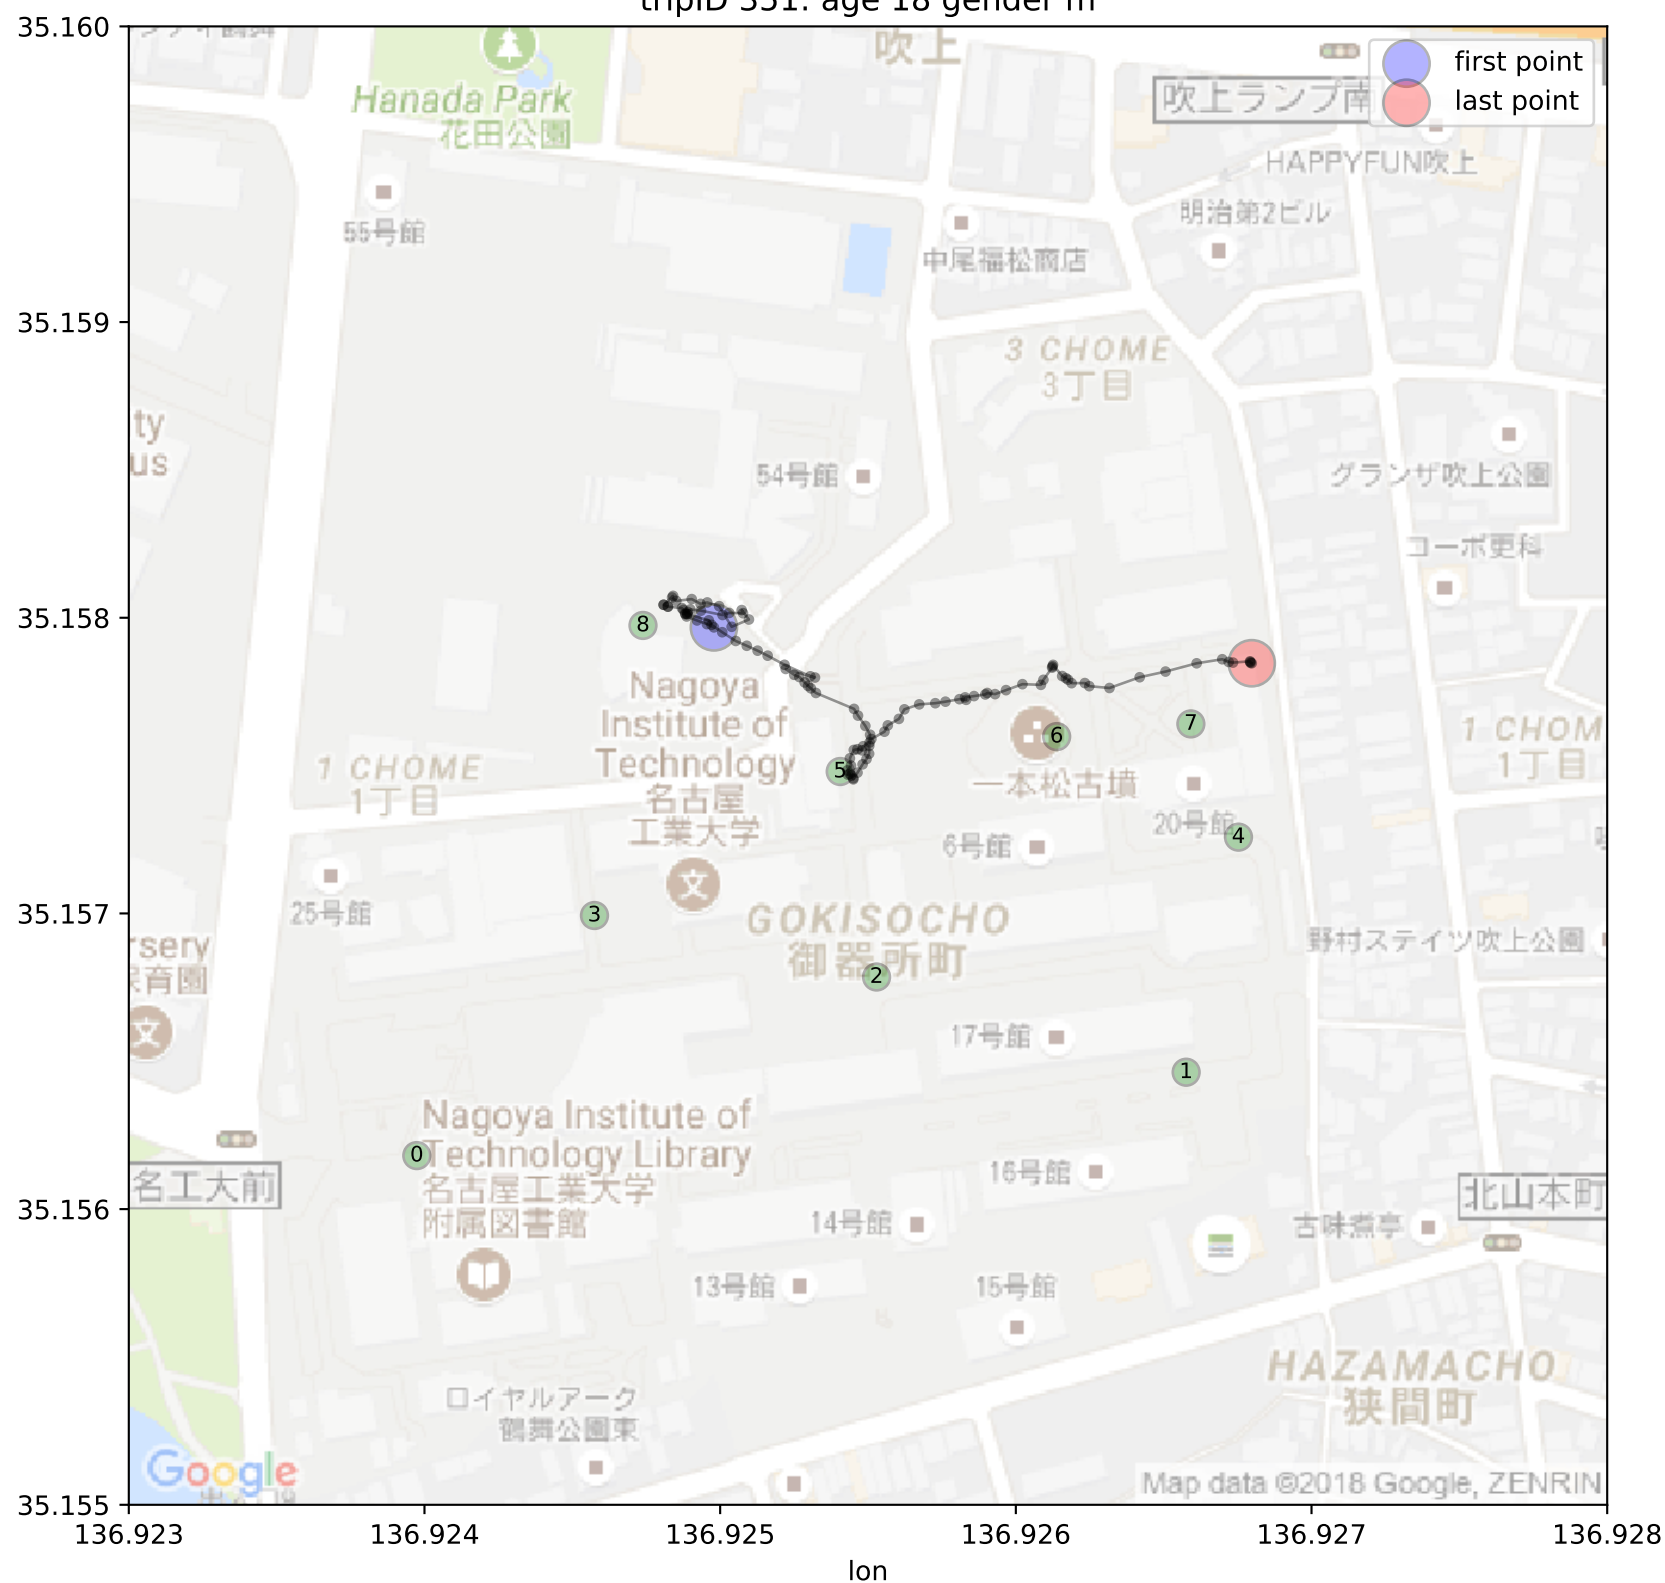 tripID 351: age 18 gender m
35.160
35.159
35.158
35.157
35.156
35.155
136.923
136.924
136.925
136.926
136.927
136.928
lon
first point
last point
吹上
吹上ランプ南
Hanada Park
花田公園
HAPPYFUN吹上
明治第2ビル
55号館
中尾福松商店
3 CHOME
3丁目
ty
us
54号館
グランザ吹上公園
コーポ更科
8
Nagoya
Institute of
Technology
名古屋
工業大学
7
6
5
1 CHOME
1丁目
1 CHOM
1丁目
一本松古墳
20号館
4
6号館
25号館
3
GOKISOCHO
御器所町
2
野村ステイツ吹上公園
rsery
育園
17号館
1
Nagoya Institute of
Technology Library
名古屋工業大学
附属図書館
0
名工大前
16号館
14号館
北山本町
古味煮亭
13号館
15号館
HAZAMACHO
狭間町
ロイヤルアーク
鶴舞公園東
Google
Map data ©2018 Google, ZENRIN